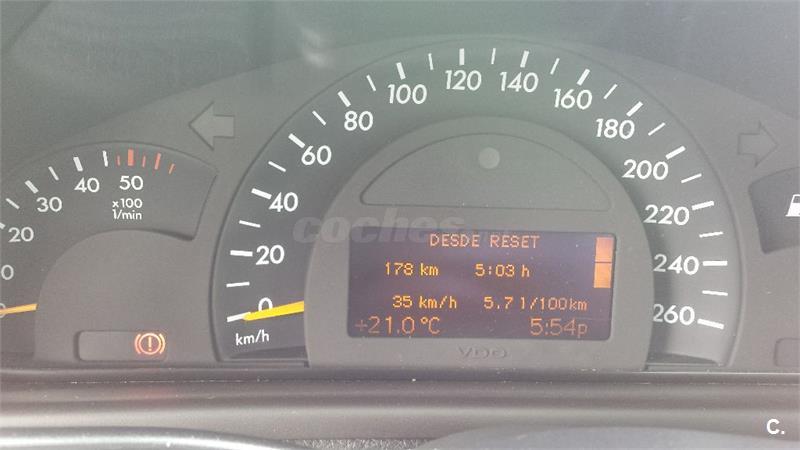 0
20
30
40
50
x100
1/min
0
20
40
60
80
100
120
140
160
180
200
220
240
260
km/h
coches
DESDE RESET
178 km 5:03 h
35 km/h 5.7 l/100km
+21.0 °C 5:54p
VDO
C.